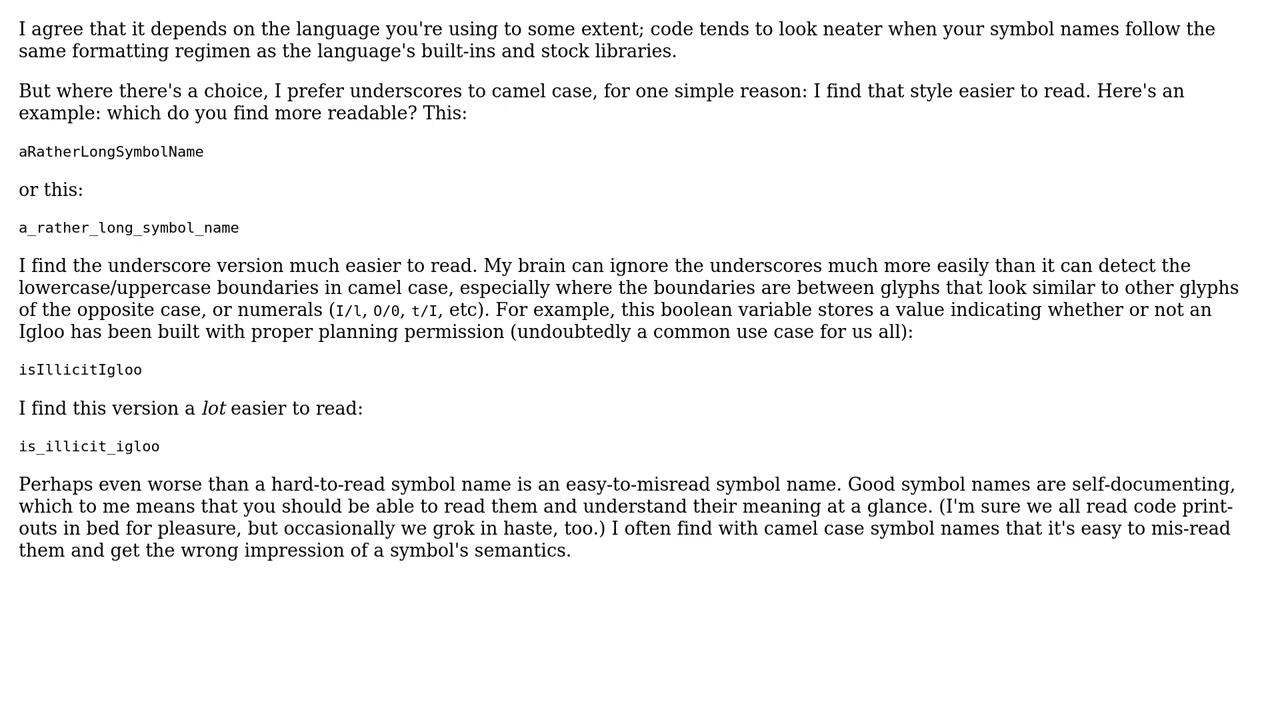 I agree that it depends on the language you're using to some extent; code tends to look neater when your symbol names follow the
same formatting regimen as the language's built-ins and stock libraries.
But where there's a choice, I prefer underscores to camel case, for one simple reason: I find that style easier to read. Here's an
example: which do you find more readable? This:
aRatherLongSymbolName
or this:
a_rather_long_symbol_name
I find the underscore version much easier to read. My brain can ignore the underscores much more easily than it can detect the
lowercase/uppercase boundaries in camel case, especially where the boundaries are between glyphs that look similar to other glyphs
of the opposite case, or numerals (I/l, O/0, t/I, etc). For example, this boolean variable stores a value indicating whether or not an
Igloo has been built with proper planning permission (undoubtedly a common use case for us all):
isIllicitIgloo
I find this version a lot easier to read:
is_illicit_igloo
Perhaps even worse than a hard-to-read symbol name is an easy-to-misread symbol name. Good symbol names are self-documenting,
which to me means that you should be able to read them and understand their meaning at a glance. (I'm sure we all read code print-
outs in bed for pleasure, but occasionally we grok in haste, too.) I often find with camel case symbol names that it's easy to mis-read
them and get the wrong impression of a symbol's semantics.